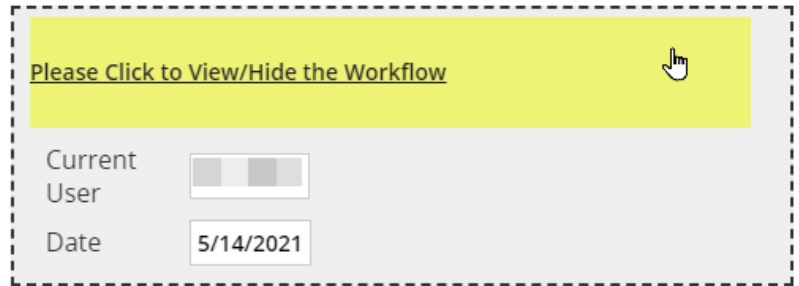 Please Click to View/Hide the Workflow
Current
User
Date
5/14/2021